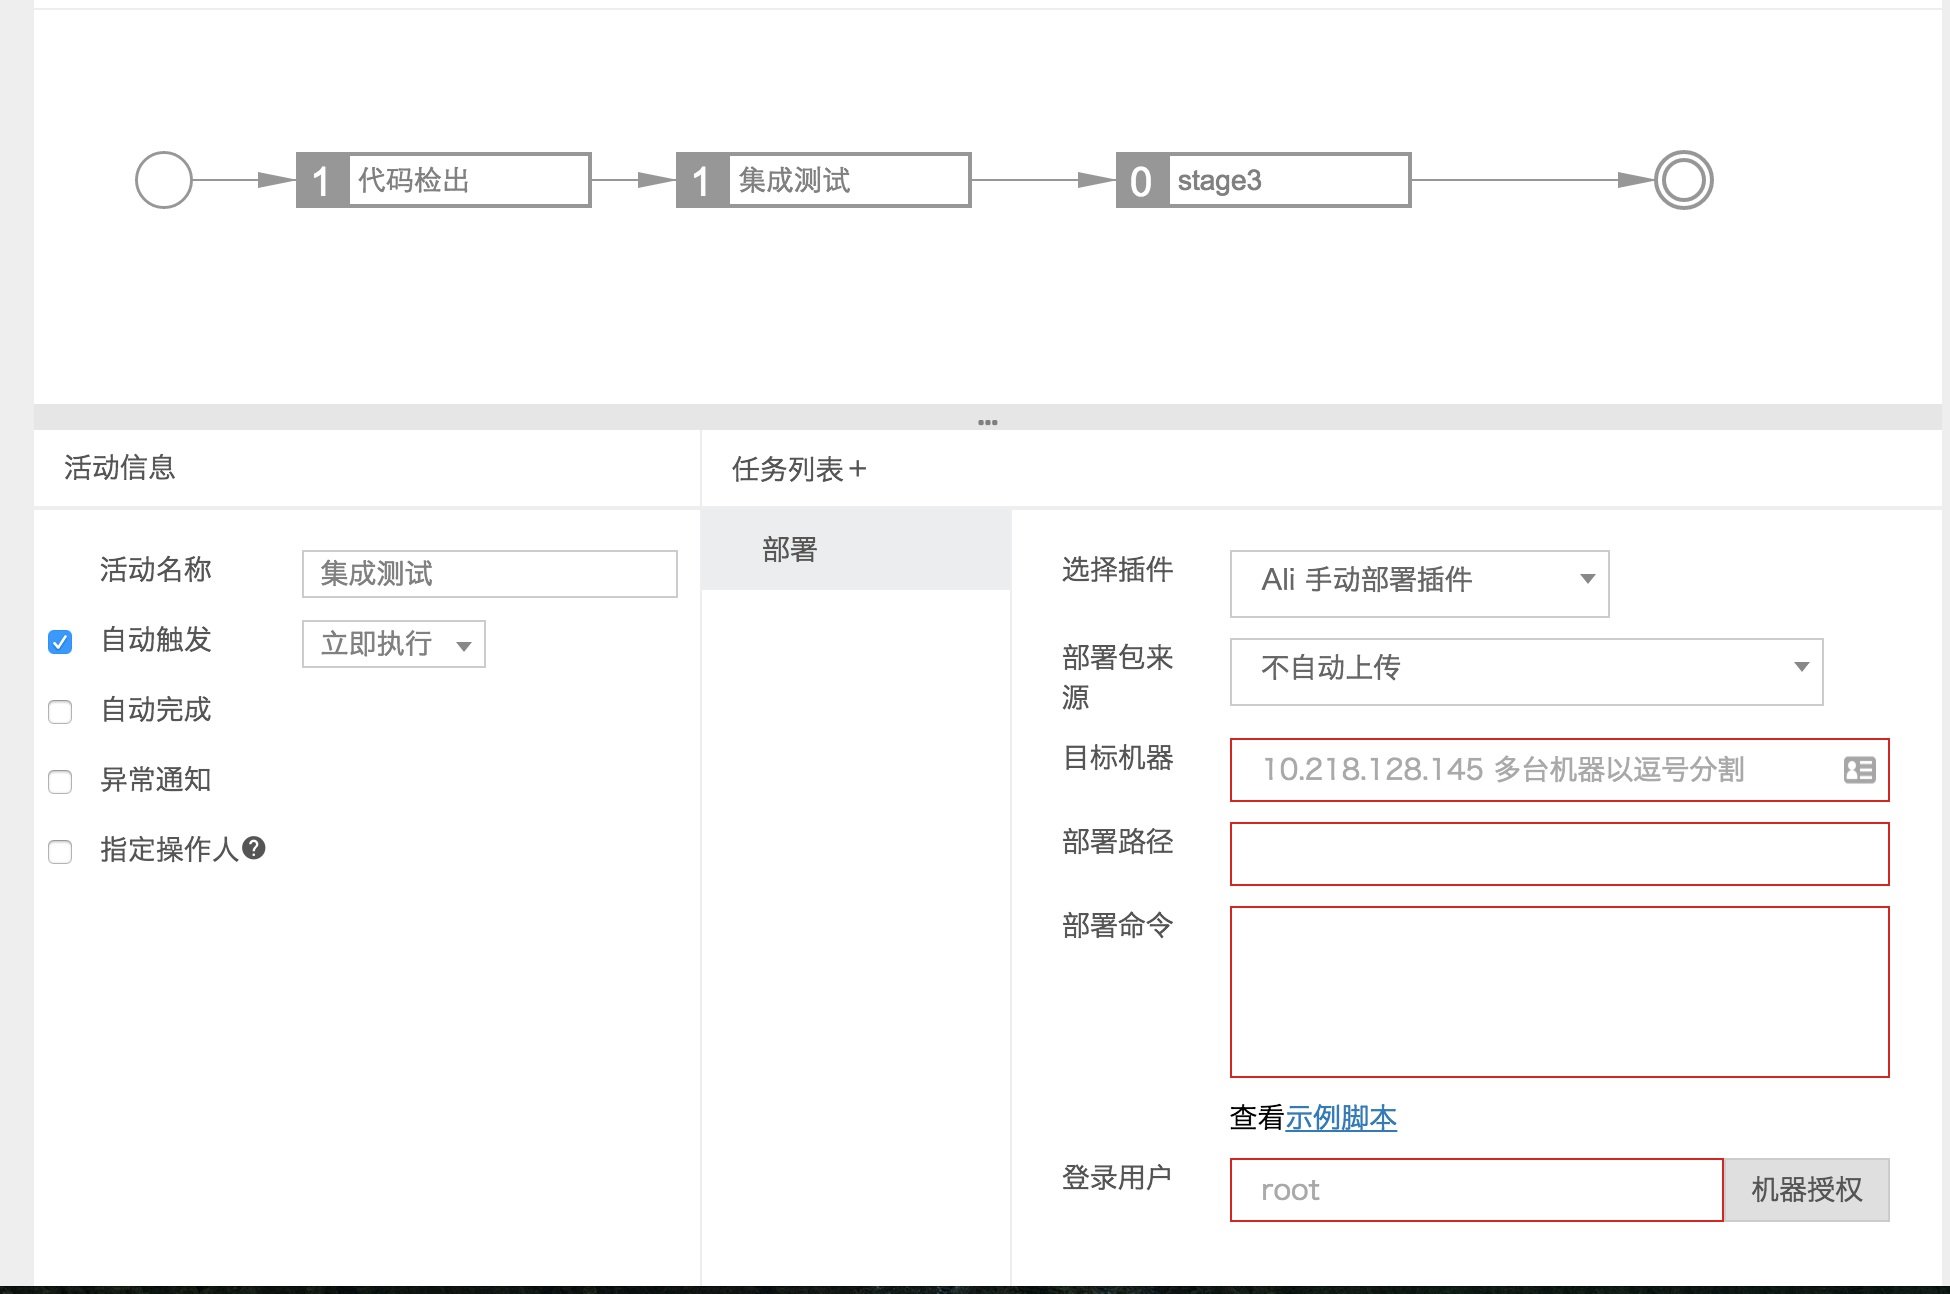 1 代码检出
1 集成测试
0 stage3
活动信息
任务列表+
活动名称
集成测试
自动触发
立即执行
自动完成
异常通知
指定操作人?
部署
选择插件
Ali 手动部署插件
部署包来
源
不自动上传
目标机器
10.218.128.145 多台机器以逗号分割
部署路径
部署命令
查看示例脚本
登录用户
root
机器授权